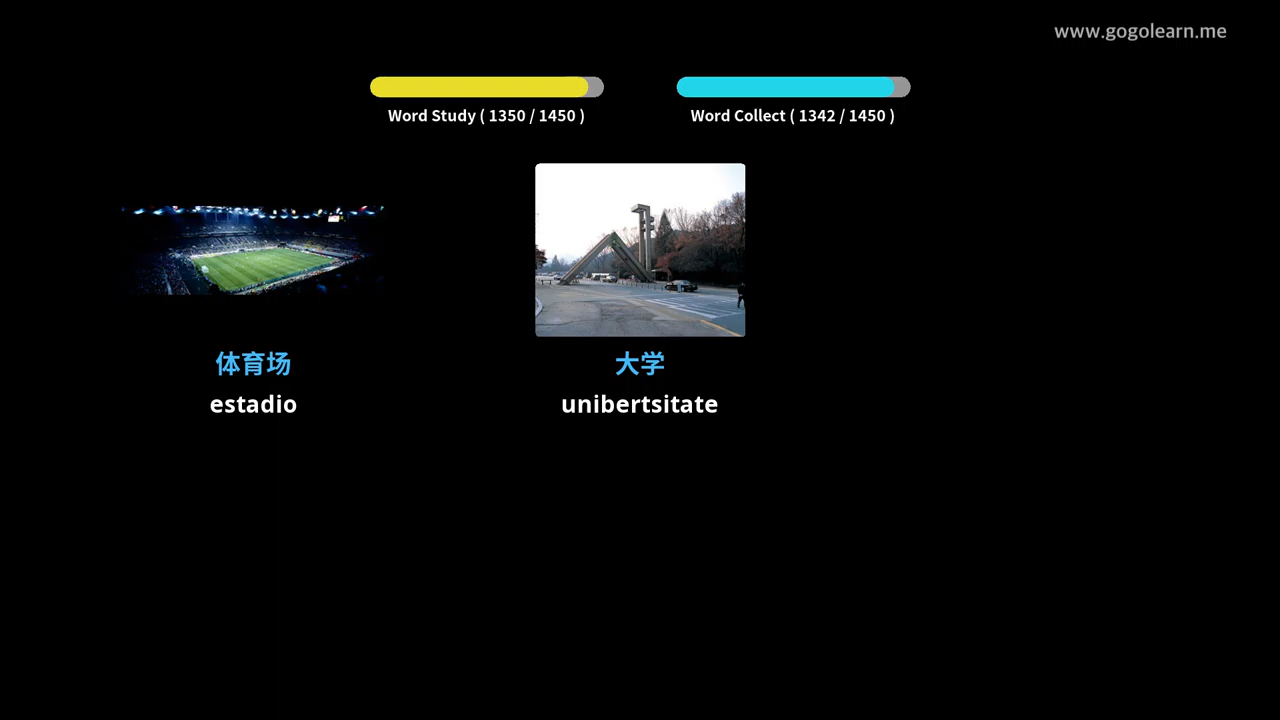 www.gogolearn.me
Word Study ( 1350 / 1450 )
Word Collect ( 1342 / 1450 )
体育场
estadio
大学
unibertsitate